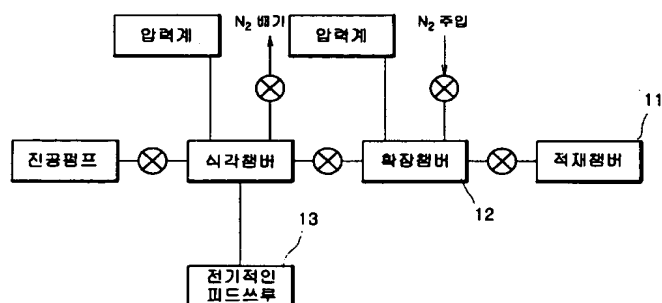 N₂ 배기
N₂ 주입
압력계
압력계
11
진공펌프
식각챔버
확장챔버
적재챔버
12
13
전기적인
피드쓰루